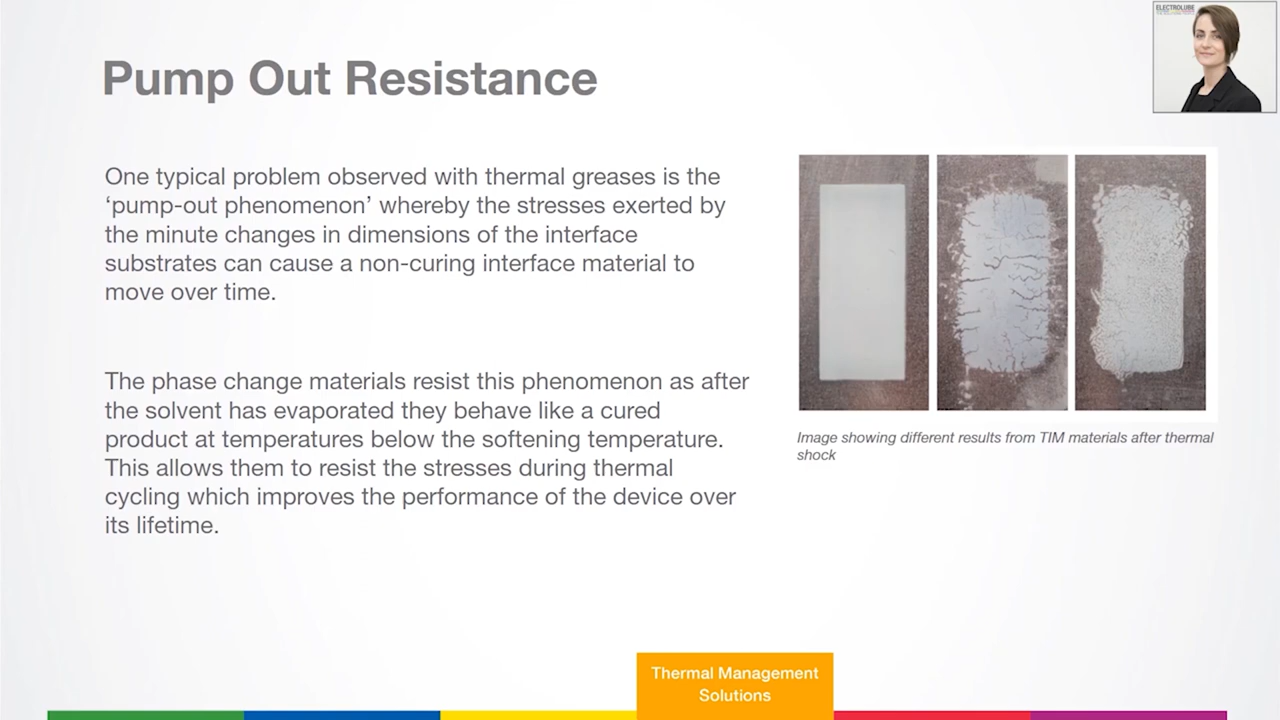 ELECTROLUBE
Pump Out Resistance
One typical problem observed with thermal greases is the
‘pump-out phenomenon’ whereby the stresses exerted by
the minute changes in dimensions of the interface
substrates can cause a non-curing interface material to
move over time.
The phase change materials resist this phenomenon as after
the solvent has evaporated they behave like a cured
product at temperatures below the softening temperature.
This allows them to resist the stresses during thermal
cycling which improves the performance of the device over
its lifetime.
Image showing different results from TIM materials after thermal
shock
Thermal Management
Solutions